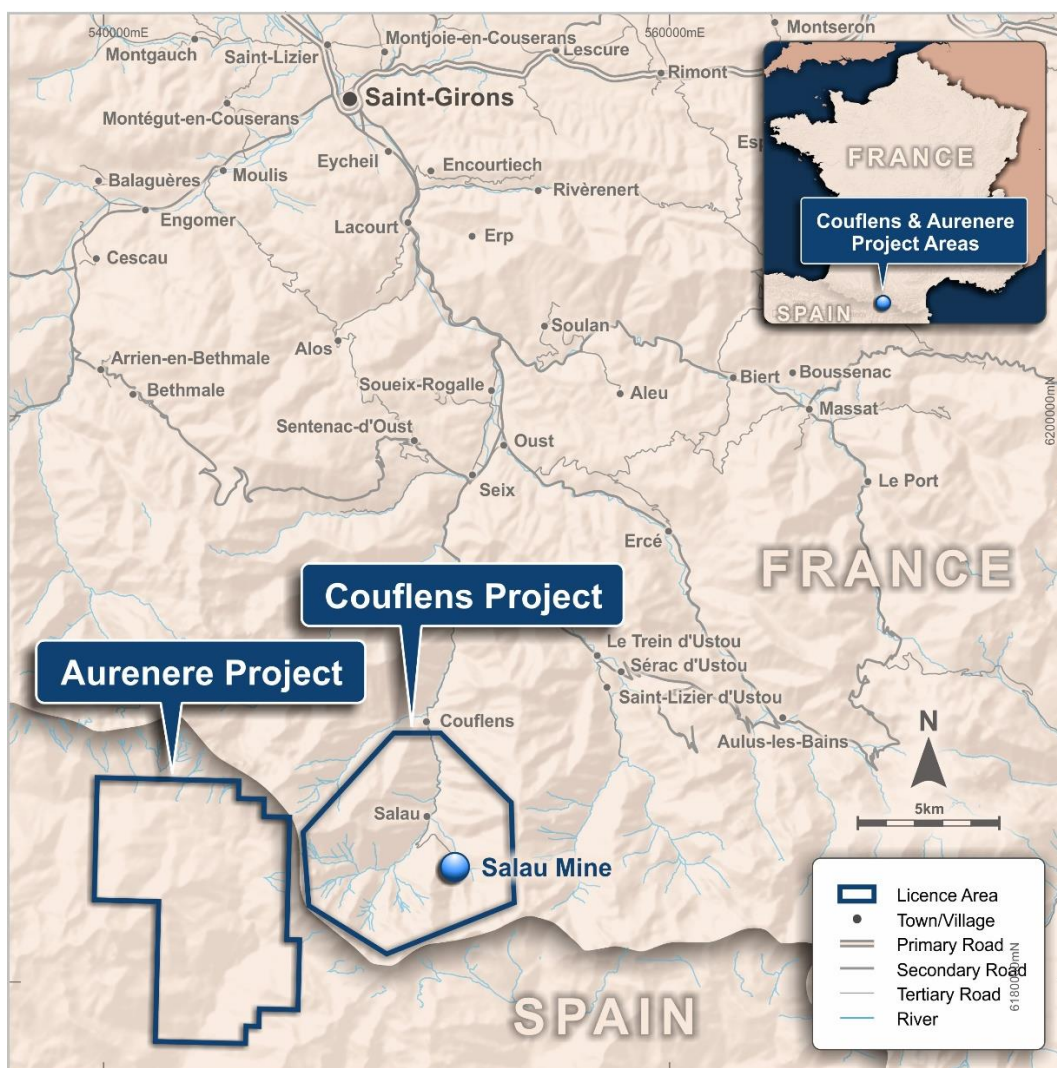 540000mE
560000mE
Montseron
Montgauch
Saint-Lizier
Montjoie-en-Couserans
Lescure
Rimont
Saint-Girons
Montégut-en-Couserans
Esp
Eycheil
Encourtiech
Balaguères
Moulis
Rivèrenert
Engomer
Lacourt
Erp
Cescau
FRANCE
Couflens & Aurenere
Project Areas
SPAIN
Soulan
Alos
Arrien-en-Bethmale
Bethmale
Soueix-Rogalle
Aleu
Biert
Boussenac
Massat
6200000mN
Sentenac-d'Oust
Oust
Seix
Le Port
Ercé
FRANCE
Couflens Project
Aurenere Project
Le Trein d'Ustou
Sérac d'Ustou
Saint-Lizier d'Ustou
Couflens
Aulus-les-Bains
N
5km
Salau
Salau Mine
SPAIN
Licence Area
Town/Village
Primary Road
Secondary Road
Tertiary Road
River
6180000mN